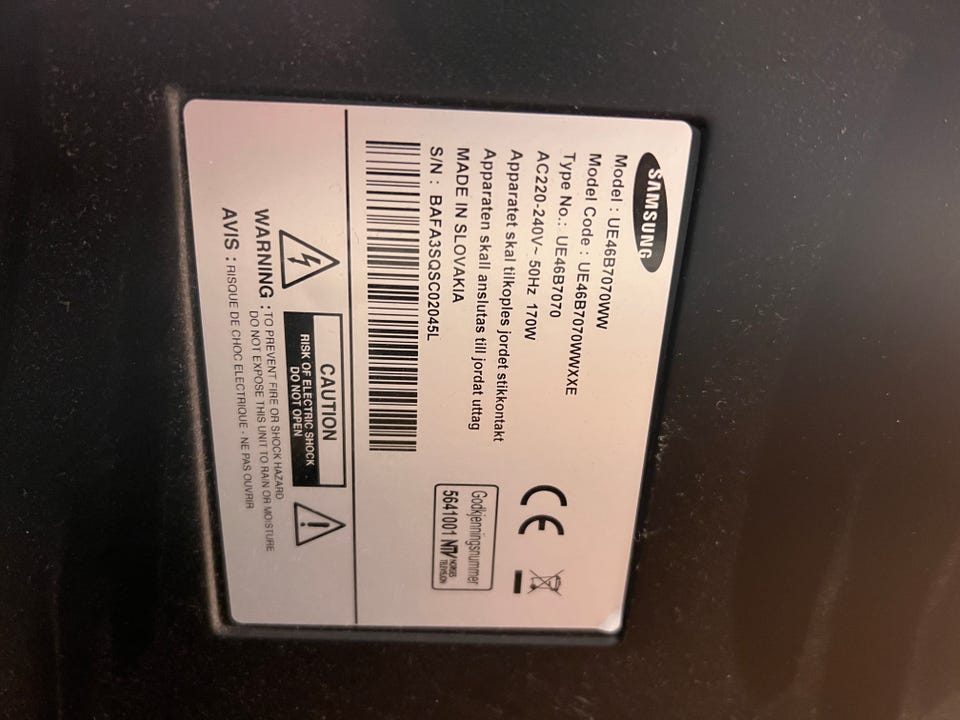 SAMSUNG
Model : UE46B7070WW
Model Code : UE46B7070WWXXE
Type No.: UE46B7070
AC220-240V~ 50Hz 170W
Apparatet skal tilkoples jordet stikkontakt
Apparaten skall anslutas till jordat uttag
MADE IN SLOVAKIA
S/N : BAFA3SQSC02045L
CE
Godkjenningsnummer
5641001 NTV NORGES TELEVISJON
CAUTION
RISK OF ELECTRIC SHOCK
DO NOT OPEN
WARNING : TO PREVENT FIRE OR SHOCK HAZARD
DO NOT EXPOSE THIS UNIT TO RAIN OR MOISTURE
AVIS : RISQUE DE CHOC ELECTRIQUE - NE PAS OUVRIR